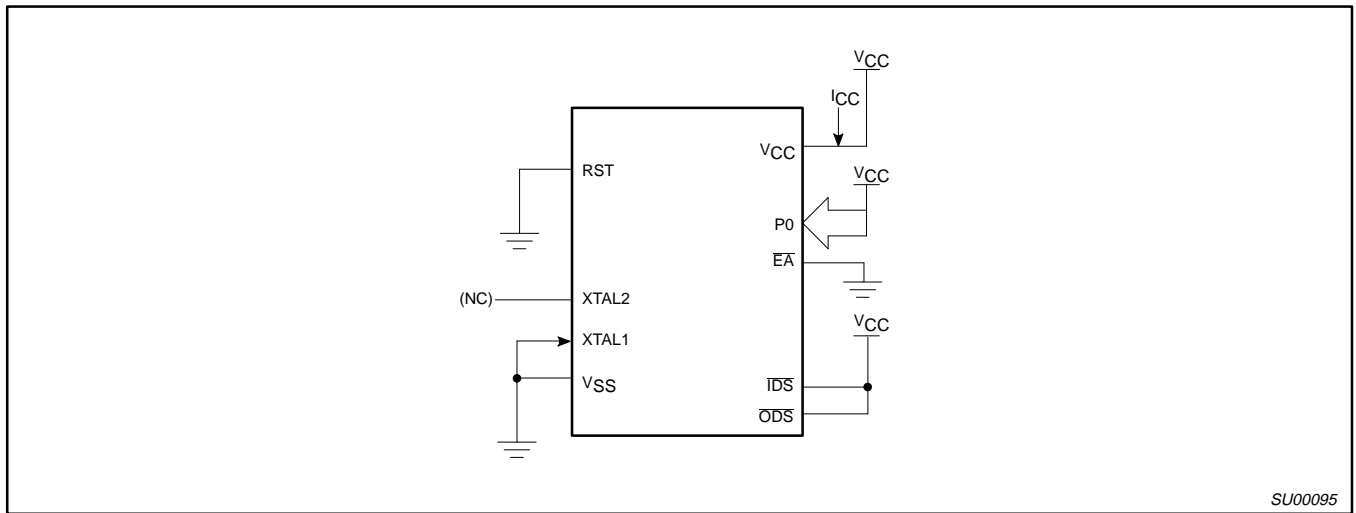 VCC
ICC
VCC
RST
VCC
P0
EA
(NC)
XTAL2
XTAL1
VCC
VSS
IDS
ODS
SU00095